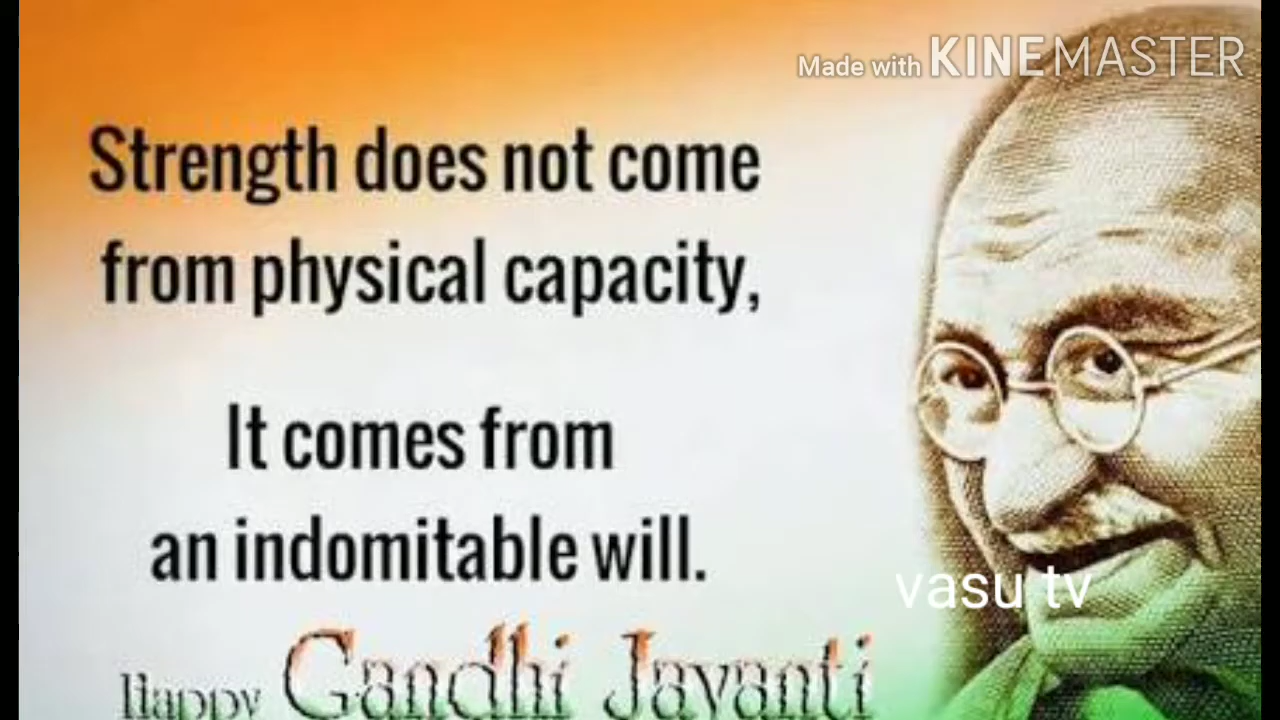 Made with KINEMASTER
Strength does not come
from physical capacity,
It comes from
an indomitable will.
vasu tv
Happy Gandhi Jayanti